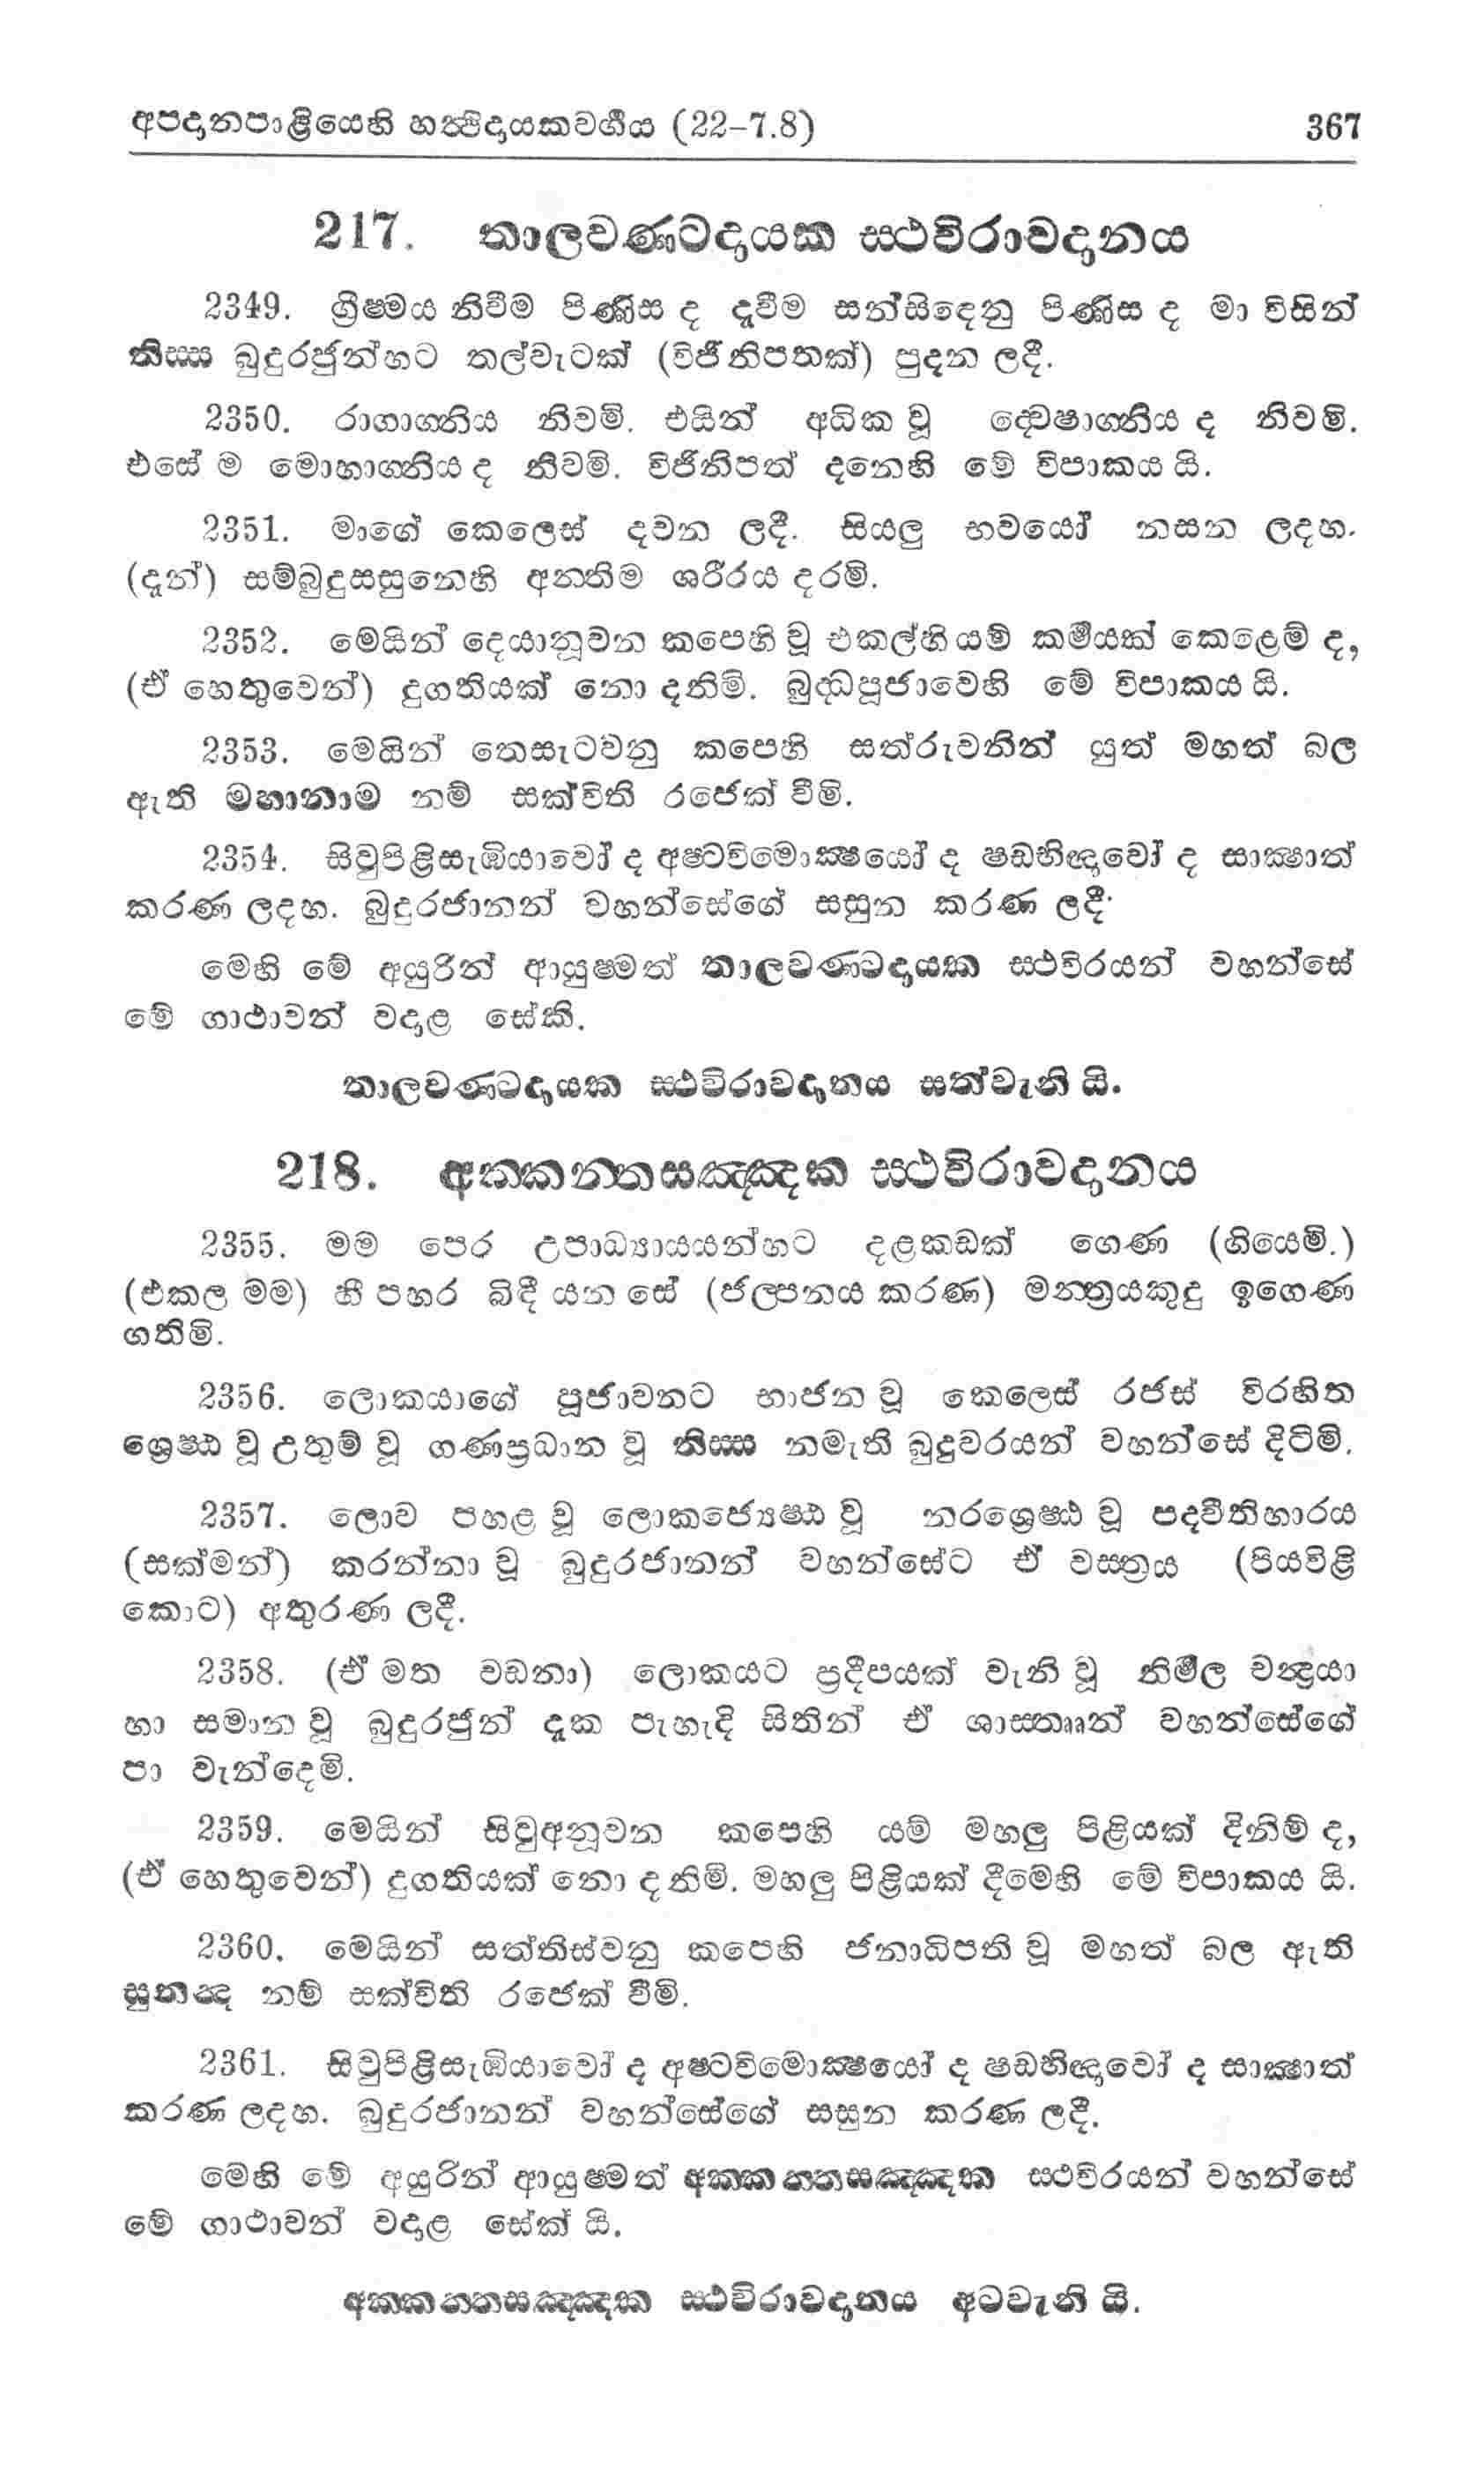 අපදානපාළියෙහි හත්‍ථිදායකවර්‍ගය (22-7.8) 367
217. තාලවණ්ටදායක ස්ථවිරාවදානය
2349. ග්‍රීෂ්මය නිවීම පිණිස ද දැවීම සන්සිඳෙනු පිණිස ද මා විසින්
තිස්ස බුදුරජුන්හට තල්වැටක් (විජිනිපතක්) පුදන ලදී.
2350. රාගාග්නිය නිවමි. එයින් අධික වූ ද්වෙෂාග්නිය ද නිවමි.
එසේ ම මොහාග්නිය ද නිවමි. විජිනිපත් දනෙහි මේ විපාකය යි.
2351. මාගේ කෙලෙස් දවන ලදී. සියලු භවයෝ නසන ලදහ.
(දැන්) සම්බුදුසසුනෙහි අන්තිම ශරීරය දරමි.
2352. මෙයින් දෙයානූවන කපෙහි වූ එකල්හි යම් කර්‍මයක් කෙළෙම් ද,
(ඒ හෙතුවෙන්) දුගතියක් නො දනිමි. බුද්ධපූජාවෙහි මේ විපාකය යි.
2353. මෙයින් තෙසැටවනු කපෙහි සත්රුවනින් යුත් මහත් බල
ඇති මහානාම නම් සක්විති රජෙක් වීමි.
2354. සිවුපිළිසැඹියාවෝ ද අෂ්ටවිමොක්‍ෂයෝ ද ෂඩභිඥාවෝ ද සාක්‍ෂාත්
කරණ ලදහ. බුදුරජානන් වහන්සේගේ සසුන කරණ ලදී.
මෙහි මේ අයුරින් ආයුෂ්මත් තාලවණ්ටදායක ස්ථවිරයන් වහන්සේ
මේ ගාථාවන් වදාළ සේකි.
තාලවණ්ටදායක ස්ථවිරාවදානය සත්වැනි යි.
218. අක්කන්තසඤ්ඤක ස්ථවිරාවදානය
2355. මම පෙර උපාධ්‍යායයන්හට දළකඩක් ගෙණ (ගියෙමි.)
(එකල මම) හී පහර බිඳී යන සේ (ජල්පනය කරණ) මන්ත්‍රයකුදු ඉගෙණ
ගතිමි.
2356. ලොකයාගේ පූජාවනට භාජන වූ කෙලෙස් රජස් විරහිත
ශ්‍රෙෂ්ඨ වූ උතුම් වූ ගණප්‍රධාන වූ තිස්ස නමැති බුදුවරයන් වහන්සේ දිටිමි.
2357. ලොව පහළ වූ ලොකජ්‍යෙෂ්ඨ වූ නරශ්‍රෙෂ්ඨ වූ පදවීතිහාරය
(සක්මන්) කරන්නා වූ බුදුරජානන් වහන්සේට ඒ වස්ත්‍රය (පියවිළි
කොට) අතුරණ ලදී.
2358. (ඒ මත වඩනා) ලොකයට ප්‍රදීපයක් වැනි වූ නිර්‍මල චන්ද්‍රයා
හා සමාන වූ බුදුරජුන් දැක පැහැදි සිතින් ඒ ශාස්තෲන් වහන්සේගේ
පා වැන්දෙමි.
2359. මෙයින් සිවුඅනූවන කපෙහි යම් මහලු පිළියක් දිනිම් ද,
(ඒ හෙතුවෙන්) දුගතියක් නො දනිමි. මහලු පිළියක් දීමෙහි මේ විපාකය යි.
2360. මෙයින් සත්තිස්වනු කපෙහි ජනාධිපති වූ මහත් බල ඇති
සුනන්ද නම් සක්විති රජෙක් වීමි.
2361. සිවුපිළිසැඹියාවෝ ද අෂ්ටවිමොක්‍ෂයෝ ද ෂඩභිඥාවෝ ද සාක්‍ෂාත්
කරණ ලදහ. බුදුරජානන් වහන්සේගේ සසුන කරණ ලදී.
මෙහි මේ අයුරින් ආයුෂ්මත් අක්කන්තසඤ්ඤක ස්ථවිරයන් වහන්සේ
මේ ගාථාවන් වදාළ සේක් යි.
අක්කන්තසඤ්ඤක ස්ථවිරාවදානය අටවැනි යි.